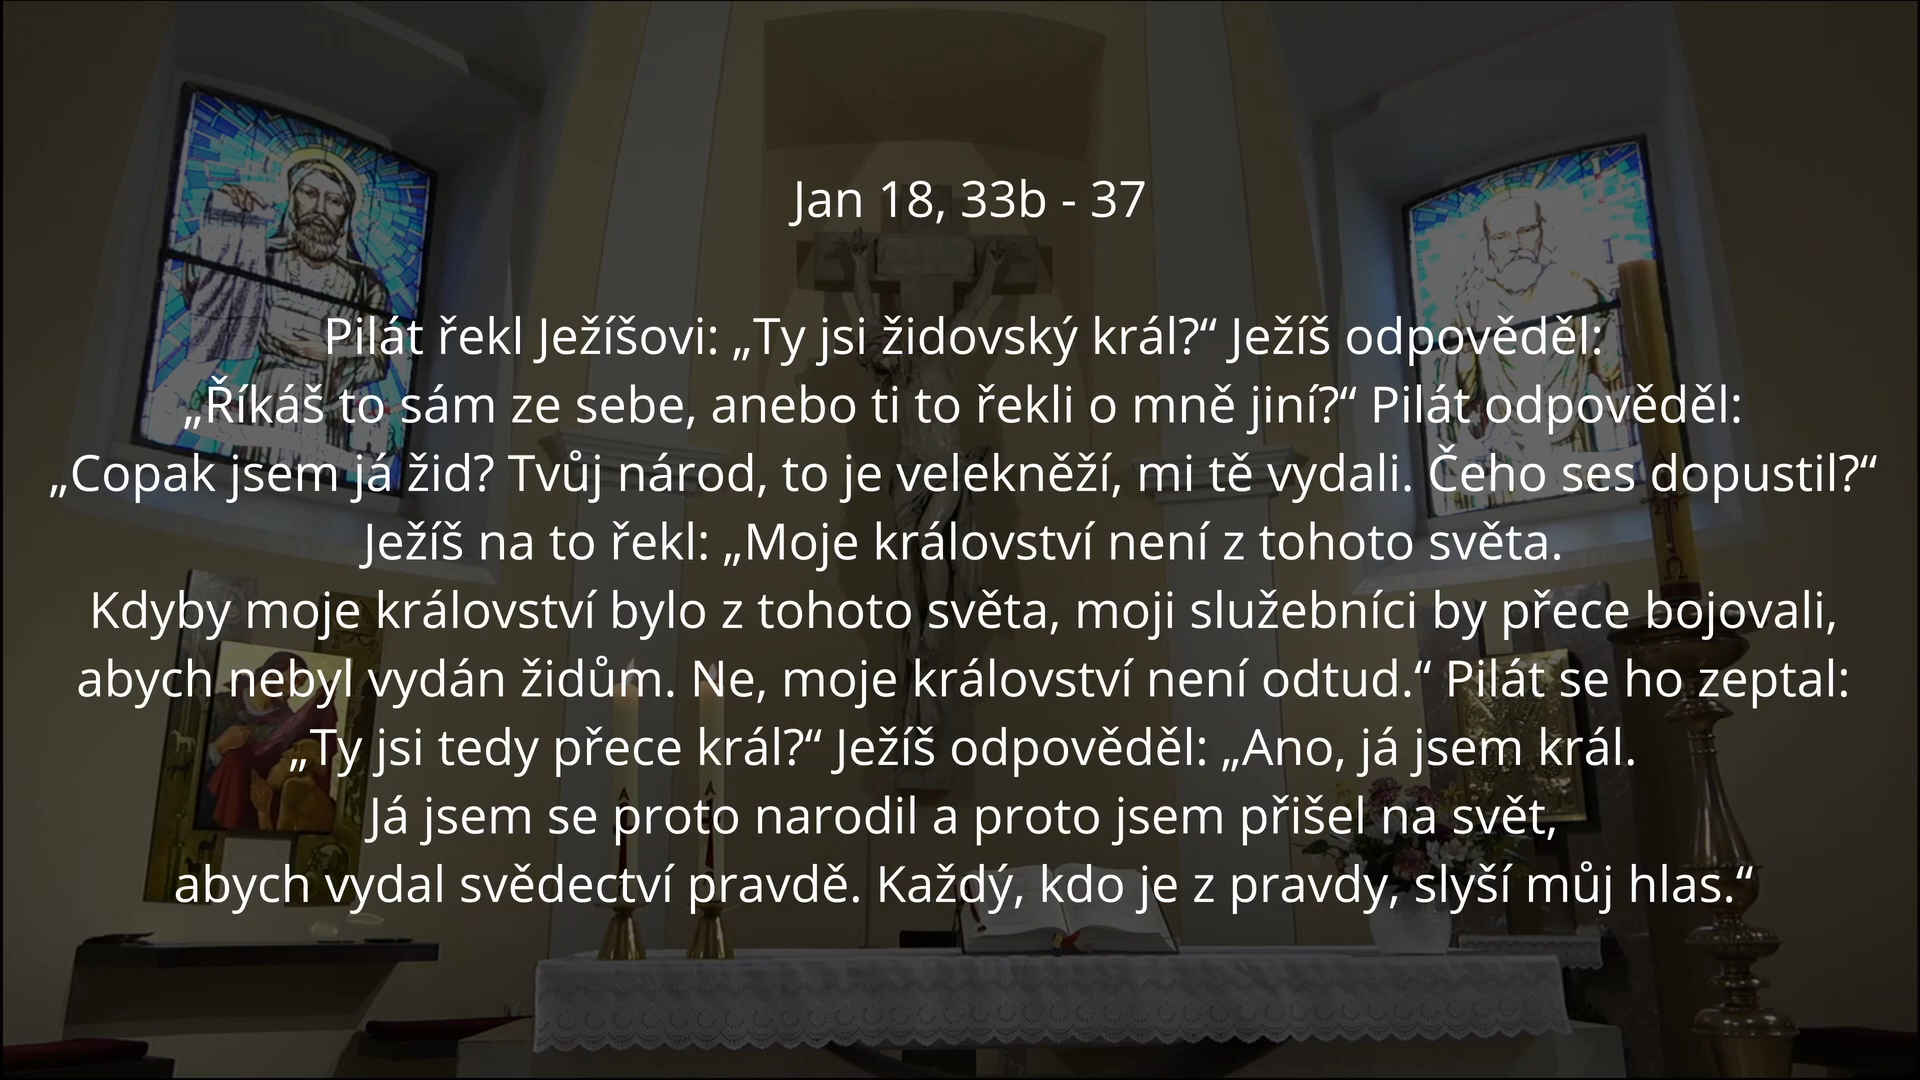 Jan 18, 33b - 37
Pilát řekl Ježíšovi: „Ty jsi židovský král?“ Ježíš odpověděl:
„Říkáš to sám ze sebe, anebo ti to řekli o mně jiní?“ Pilát odpověděl:
„Copak jsem já žid? Tvůj národ, to je velekněží, mi tě vydali. Čeho ses dopustil?“
Ježíš na to řekl: „Moje království není z tohoto světa.
Kdyby moje království bylo z tohoto světa, moji služebníci by přece bojovali,
abych nebyl vydán židům. Ne, moje království není odtud.“ Pilát se ho zeptal:
„Ty jsi tedy přece král?“ Ježíš odpověděl: „Ano, já jsem král.
Já jsem se proto narodil a proto jsem přišel na svět,
abych vydal svědectví pravdě. Každý, kdo je z pravdy, slyší můj hlas.“